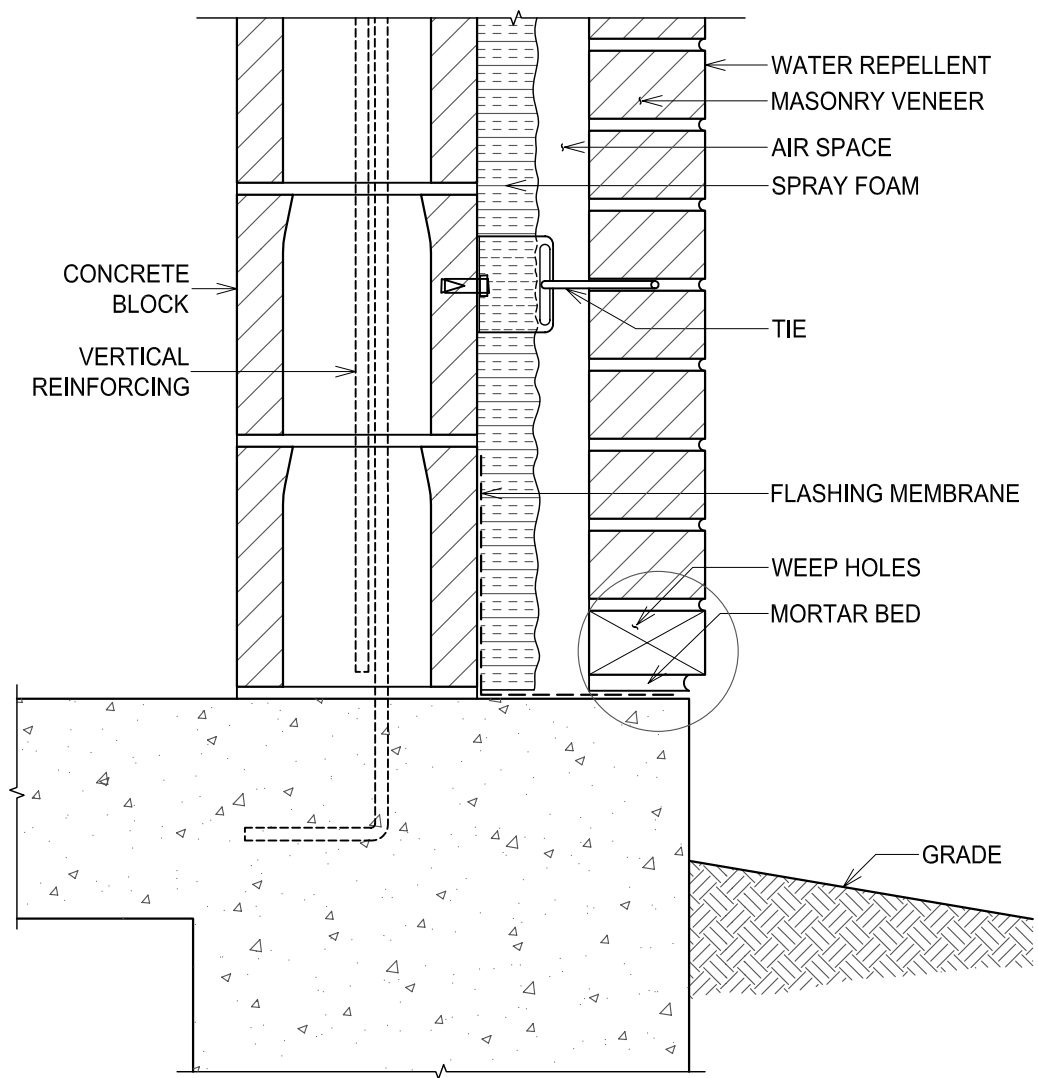 WATER REPELLENT
MASONRY VENEER
AIR SPACE
SPRAY FOAM
CONCRETE
BLOCK
TIE
VERTICAL
REINFORCING
FLASHING MEMBRANE
WEEP HOLES
MORTAR BED
GRADE